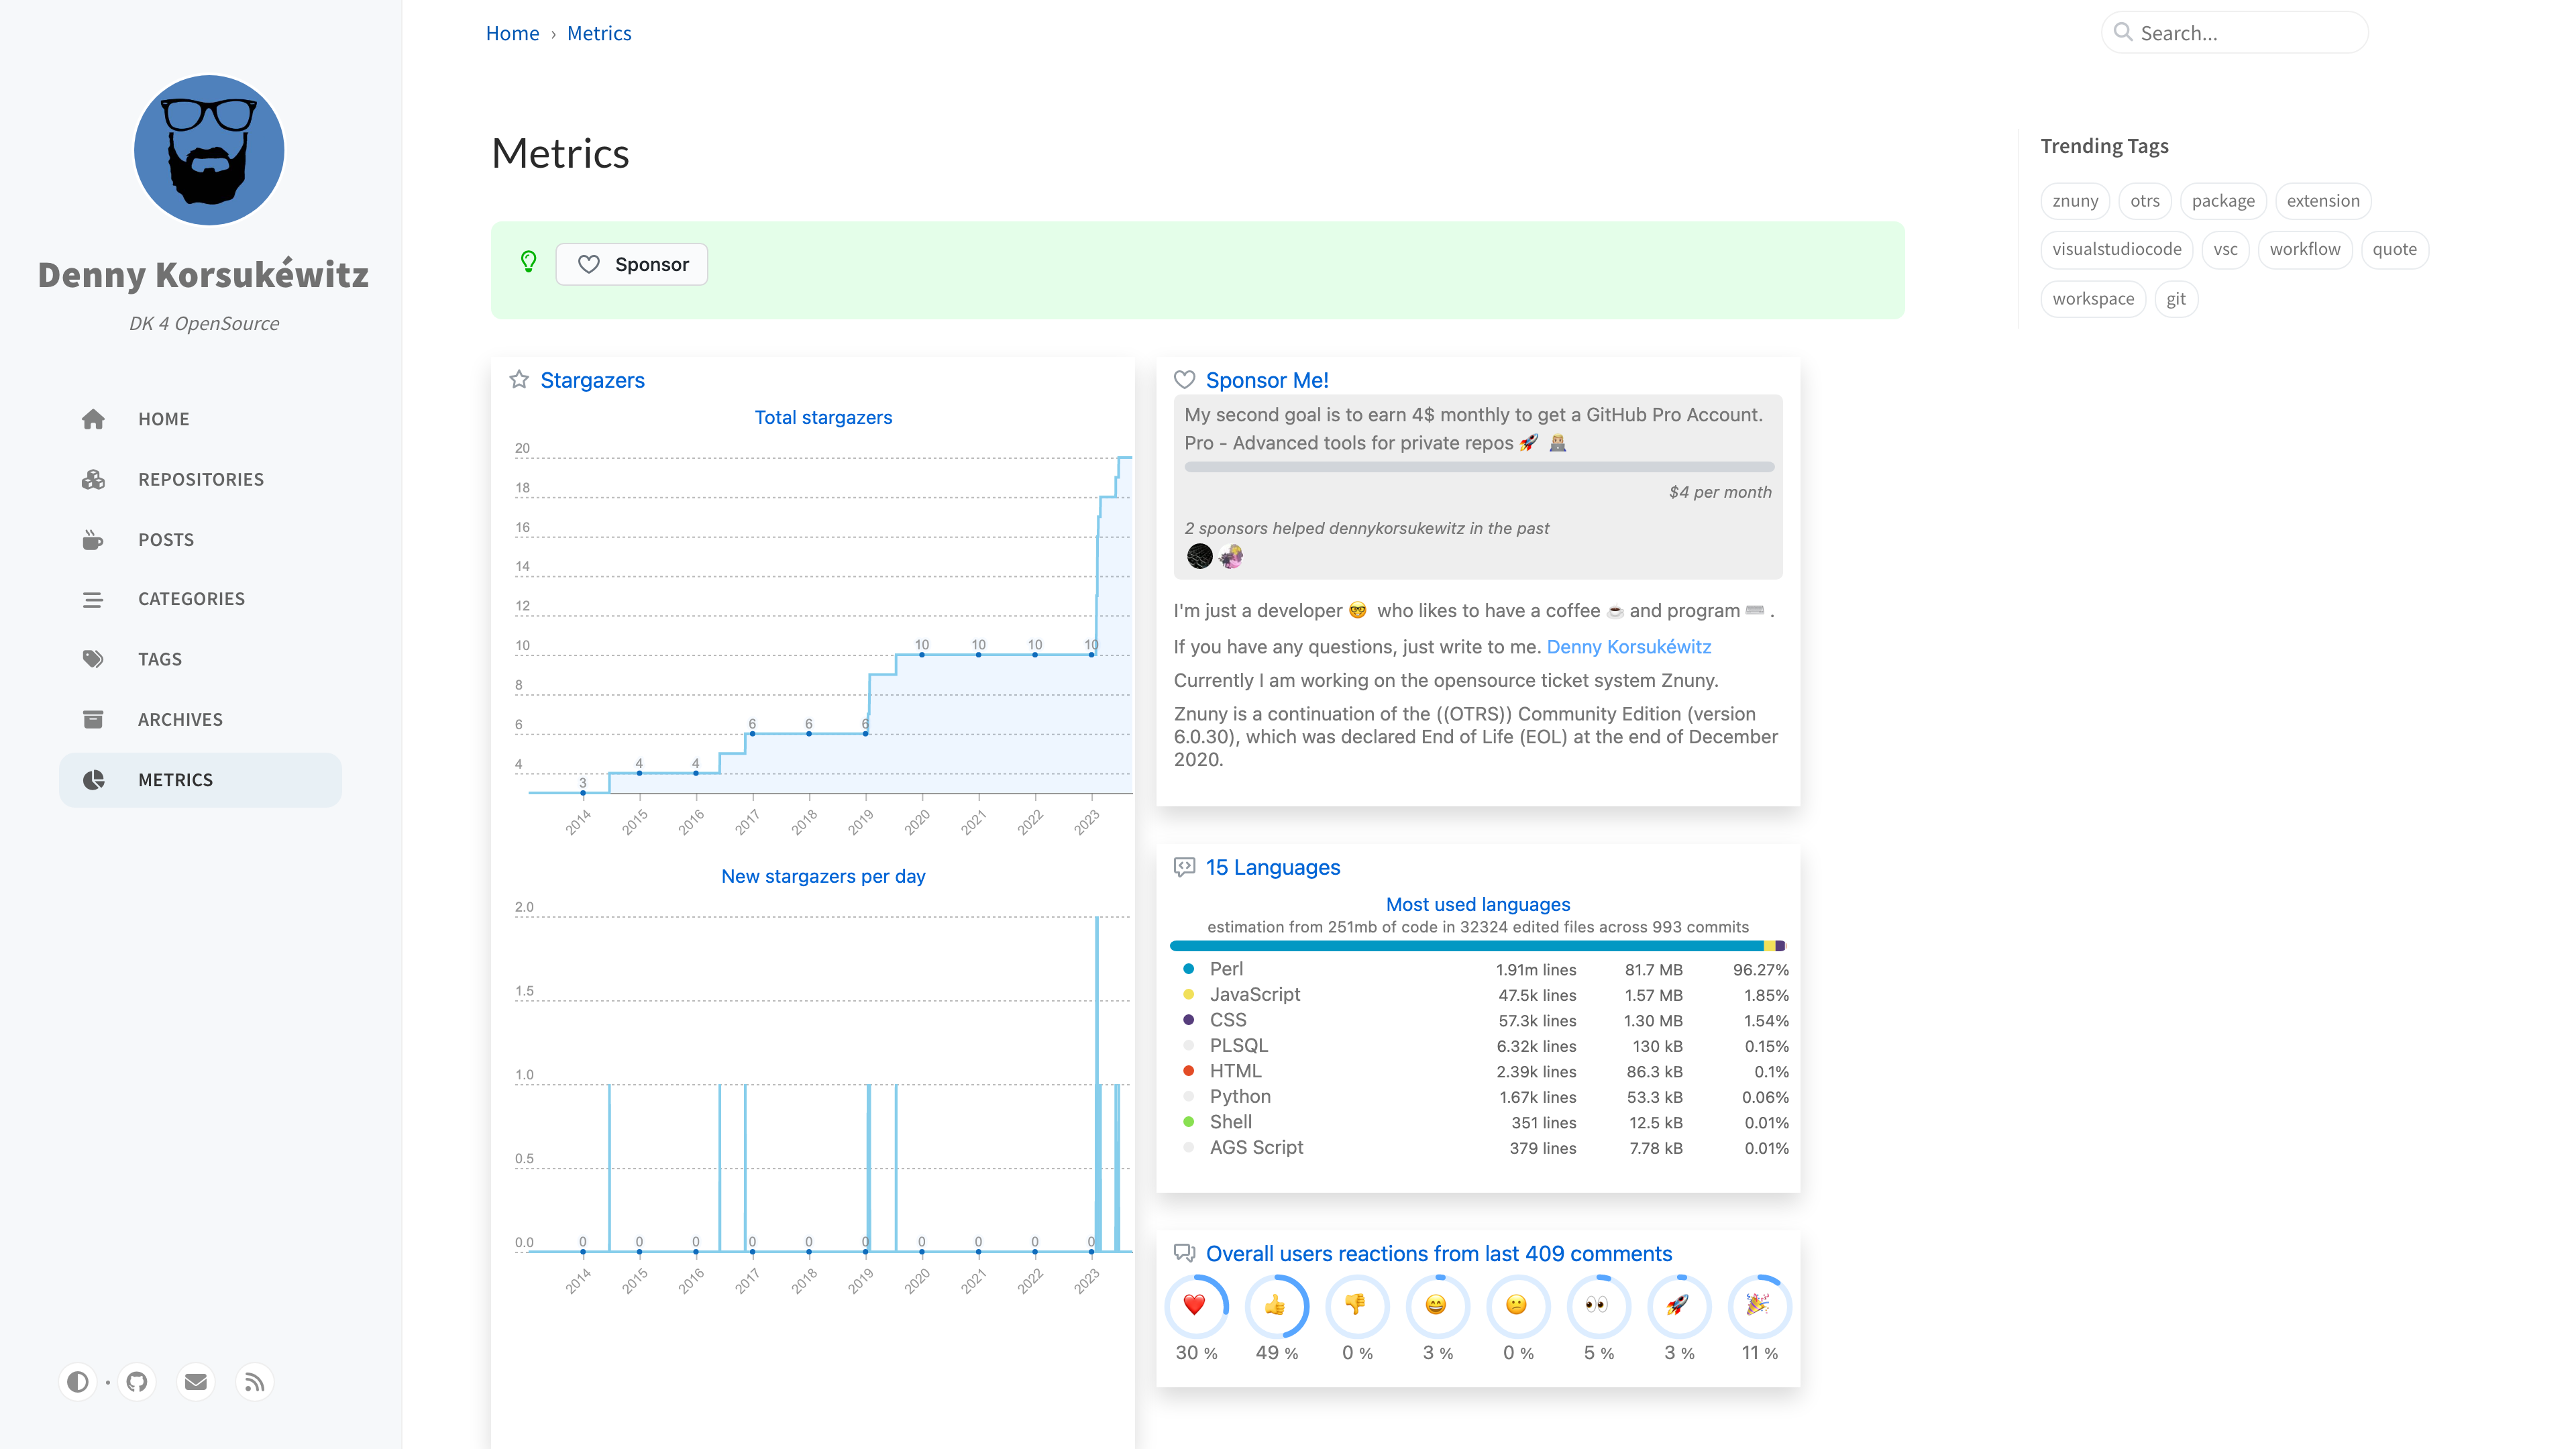 Denny Korsukéwitz
DK 4 OpenSource
HOME
REPOSITORIES
POSTS
CATEGORIES
TAGS
ARCHIVES
METRICS
Home › Metrics
Search...
Metrics
Sponsor
Stargazers
Total stargazers
20
18
16
14
12
10
8
6
4
3
4
4
6
6
6
10
10
10
10
2014 2015 2016 2017 2018 2019 2020 2021 2022 2023
New stargazers per day
2.0
1.5
1.0
0.5
0.0
0 0 0 0 0 0 0 0 0 0
2014 2015 2016 2017 2018 2019 2020 2021 2022 2023
Sponsor Me!
My second goal is to earn 4$ monthly to get a GitHub Pro Account.
Pro - Advanced tools for private repos 🚀 👨🏼‍💻
$4 per month
2 sponsors helped dennykorsukewitz in the past
I'm just a developer 🤓 who likes to have a coffee ☕ and program ⌨️ .
If you have any questions, just write to me. Denny Korsukéwitz
Currently I am working on the opensource ticket system Znuny.
Znuny is a continuation of the ((OTRS)) Community Edition (version
6.0.30), which was declared End of Life (EOL) at the end of December
2020.
15 Languages
Most used languages
estimation from 251mb of code in 32324 edited files across 993 commits
Perl 1.91m lines 81.7 MB 96.27%
JavaScript 47.5k lines 1.57 MB 1.85%
CSS 57.3k lines 1.30 MB 1.54%
PLSQL 6.32k lines 130 kB 0.15%
HTML 2.39k lines 86.3 kB 0.1%
Python 1.67k lines 53.3 kB 0.06%
Shell 351 lines 12.5 kB 0.01%
AGS Script 379 lines 7.78 kB 0.01%
Overall users reactions from last 409 comments
❤️ 👍 👎 😄 😕 👀 🚀 🎉
30 % 49 % 0 % 3 % 0 % 5 % 3 % 11 %
Trending Tags
znuny otrs package extension
visualstudiocode vsc workflow quote
workspace git